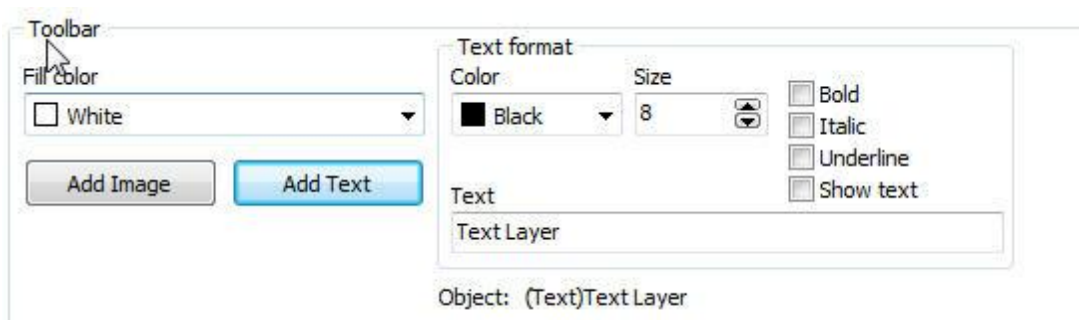 Toolbar
Fill color
White
Add Image
Add Text
Text format
Color
Size
Black
8
Bold
Italic
Underline
Show text
Text
Text Layer
Object: (Text)Text Layer